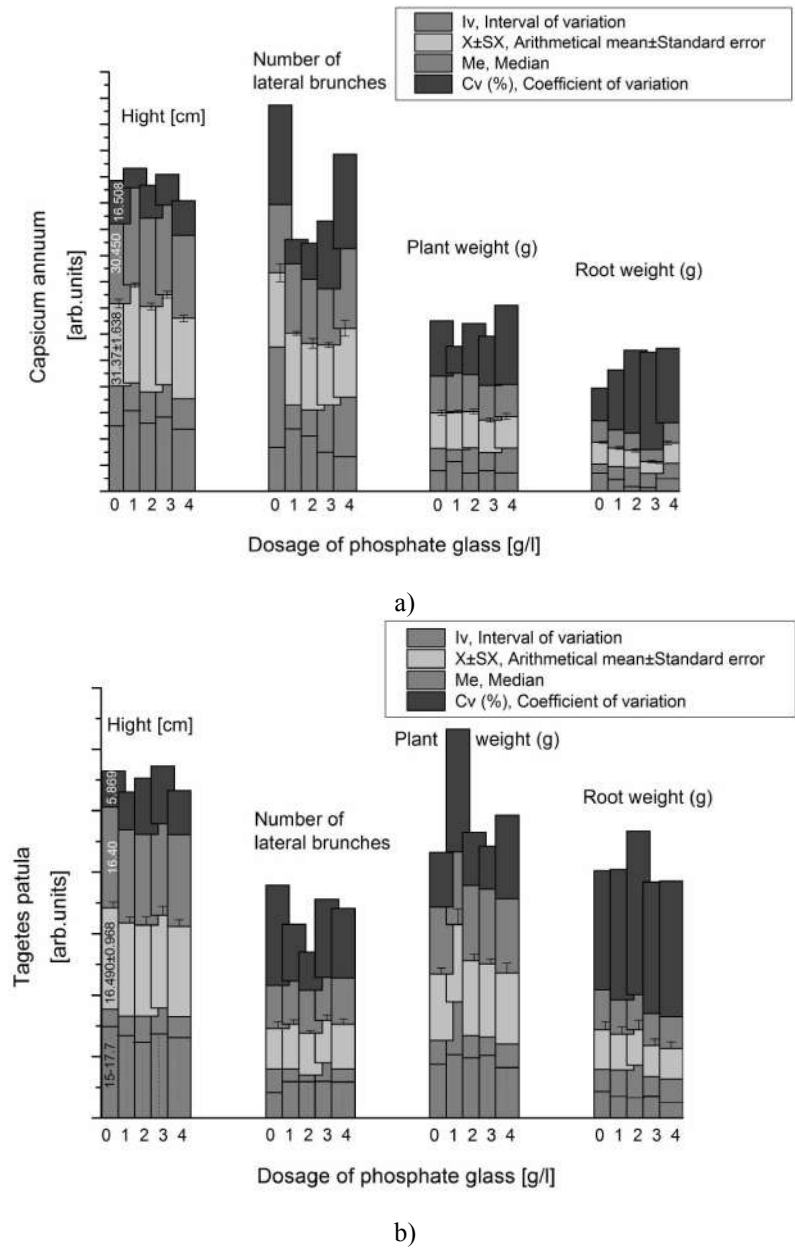 Iv, Interval of variation
X±SX, Arithmetical mean±Standard error
Me, Median
Cv (%), Coefficient of variation
Number of
lateral brunches
Hight [cm]
Plant weight (g)
Root weight (g)
Capsicum annuum
[arb.units]
16.508
30.450
31.37±1.638
0 1 2 3 4
0 1 2 3 4
0 1 2 3 4
0 1 2 3 4
Dosage of phosphate glass [g/l]
a)
Iv, Interval of variation
X±SX, Arithmetical mean±Standard error
Me, Median
Cv (%), Coefficient of variation
Hight [cm]
Plant weight (g)
Number of
lateral brunches
Root weight (g)
Tagetes patula
[arb.units]
5.869
16.40
16.490±0.968
15-17.7
0 1 2 3 4
0 1 2 3 4
0 1 2 3 4
0 1 2 3 4
Dosage of phosphate glass [g/l]
b)